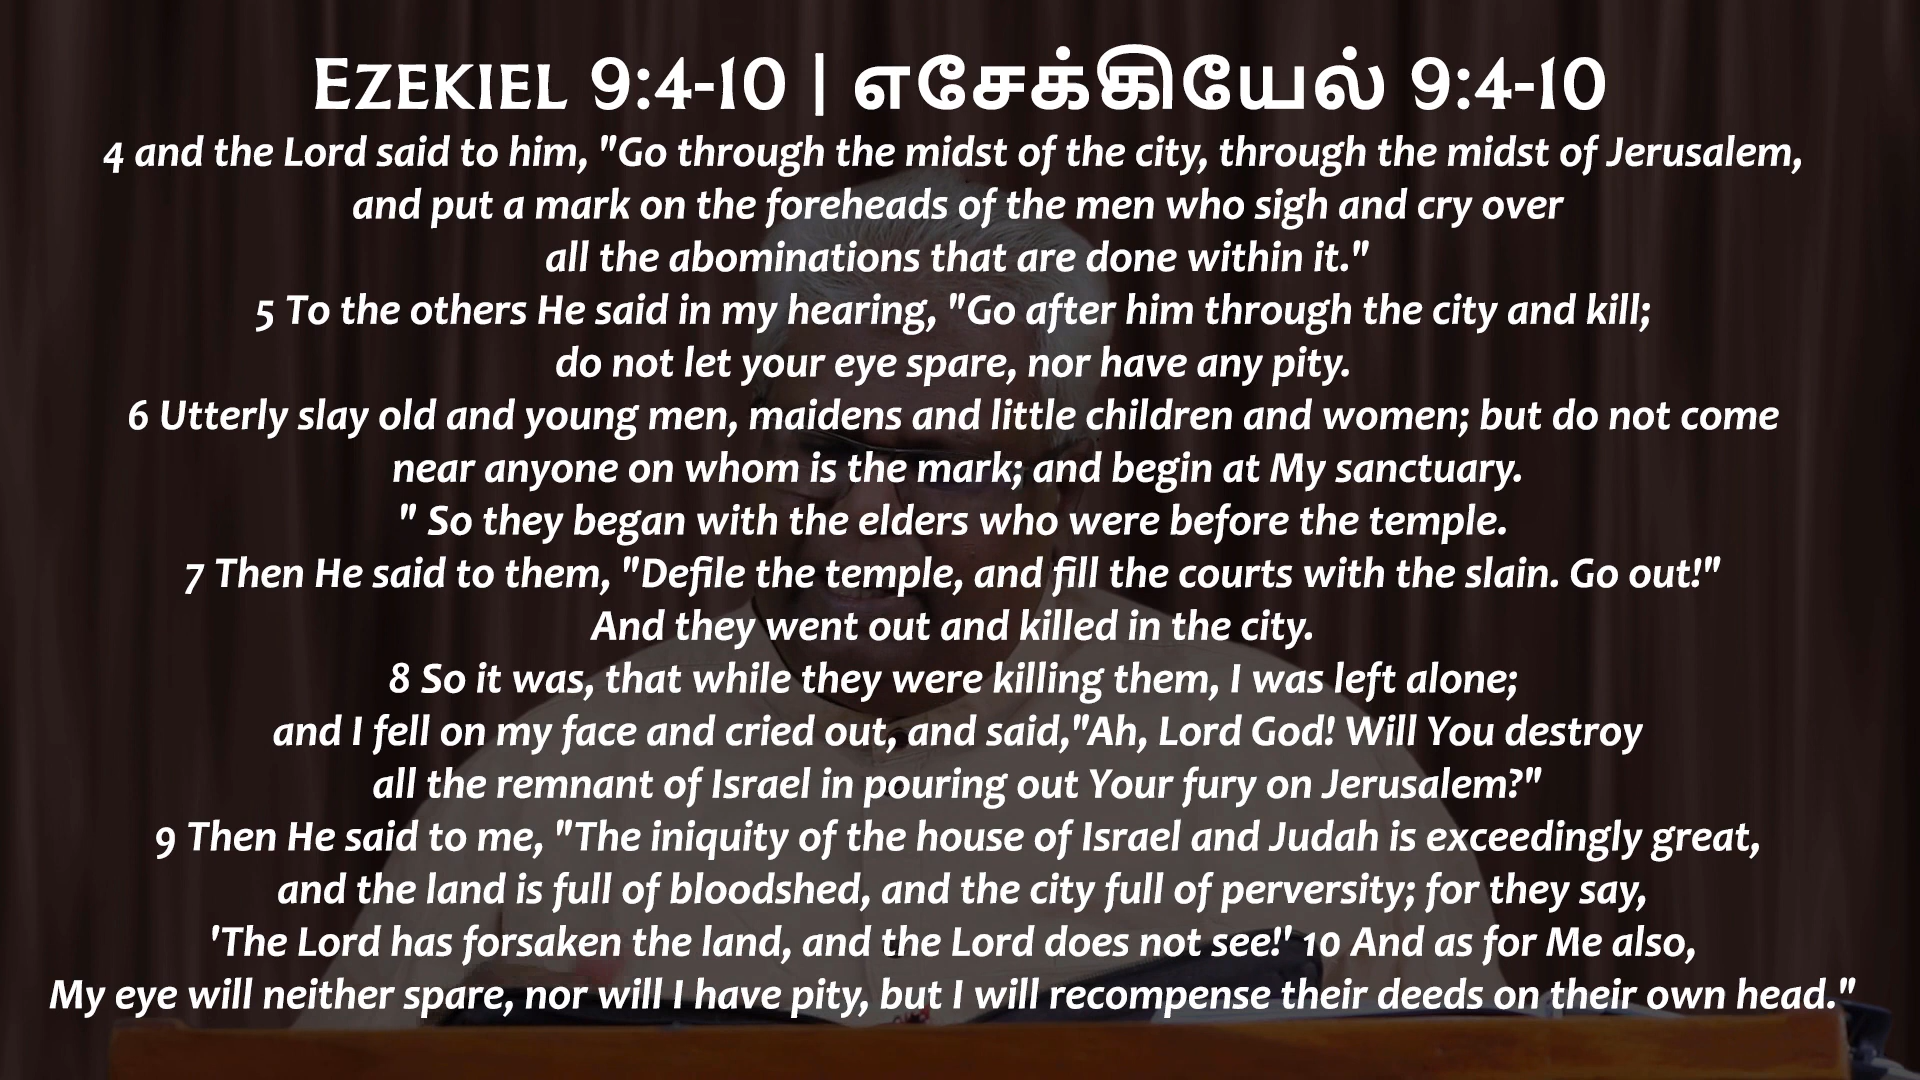 Ezekiel 9:4-10 | எசேக்கியேல் 9:4-10
4 and the Lord said to him, "Go through the midst of the city, through the midst of Jerusalem,
and put a mark on the foreheads of the men who sigh and cry over
all the abominations that are done within it."
5 To the others He said in my hearing, "Go after him through the city and kill;
do not let your eye spare, nor have any pity.
6 Utterly slay old and young men, maidens and little children and women; but do not come
near anyone on whom is the mark; and begin at My sanctuary.
" So they began with the elders who were before the temple.
7 Then He said to them, "Defile the temple, and fill the courts with the slain. Go out!"
And they went out and killed in the city.
8 So it was, that while they were killing them, I was left alone;
and I fell on my face and cried out, and said,"Ah, Lord God! Will You destroy
all the remnant of Israel in pouring out Your fury on Jerusalem?"
9 Then He said to me, "The iniquity of the house of Israel and Judah is exceedingly great,
and the land is full of bloodshed, and the city full of perversity; for they say,
'The Lord has forsaken the land, and the Lord does not see!' 10 And as for Me also,
My eye will neither spare, nor will I have pity, but I will recompense their deeds on their own head."